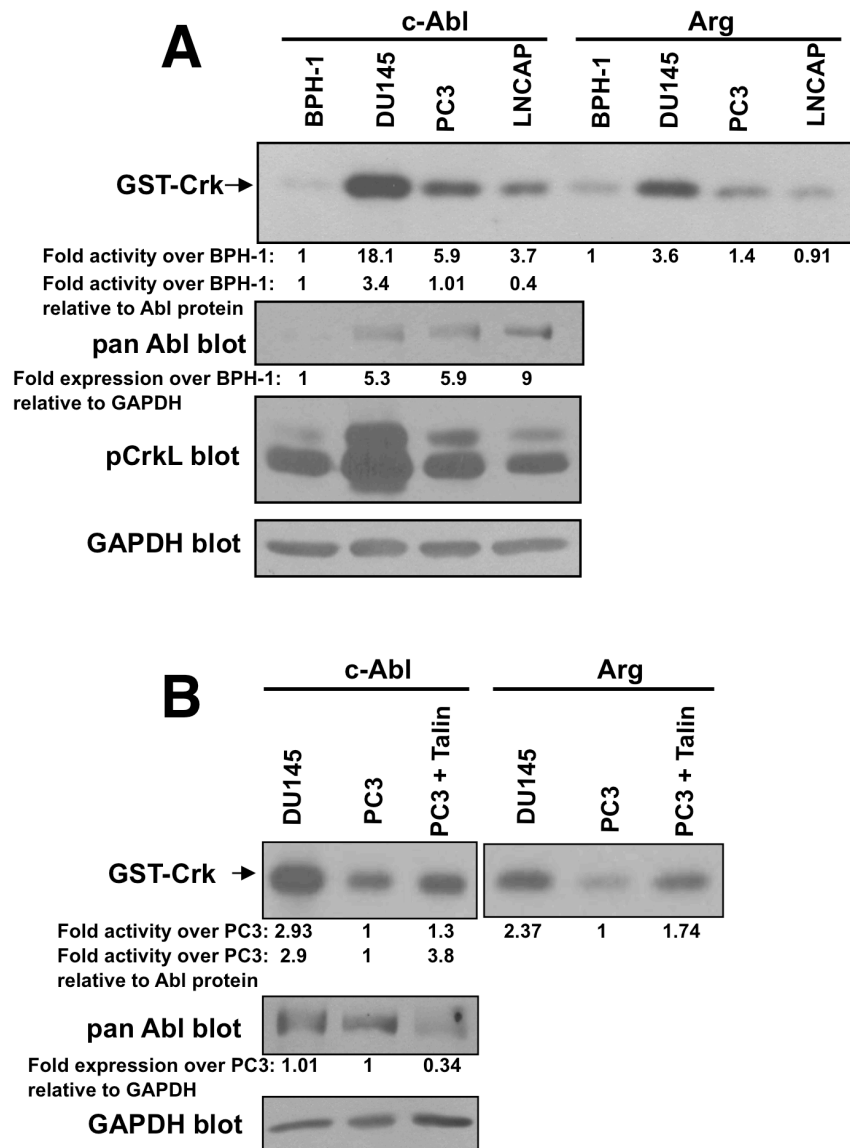 A
c-Abl Arg
BPH-1 DU145 PC3 LNCAP BPH-1 DU145 PC3 LNCAP
GST-Crk
Fold activity over BPH-1: 1 18.1 5.9 3.7 1 3.6 1.4 0.91
Fold activity over BPH-1: 1 3.4 1.01 0.4
relative to Abl protein
pan Abl blot
Fold expression over BPH-1: 1 5.3 5.9 9
relative to GAPDH
pCrkL blot
GAPDH blot
B
c-Abl Arg
DU145 PC3 PC3 + Talin DU145 PC3 PC3 + Talin
GST-Crk
Fold activity over PC3: 2.93 1 1.3 2.37 1 1.74
Fold activity over PC3: 2.9 1 3.8
relative to Abl protein
pan Abl blot
Fold expression over PC3: 1.01 1 0.34
relative to GAPDH
GAPDH blot